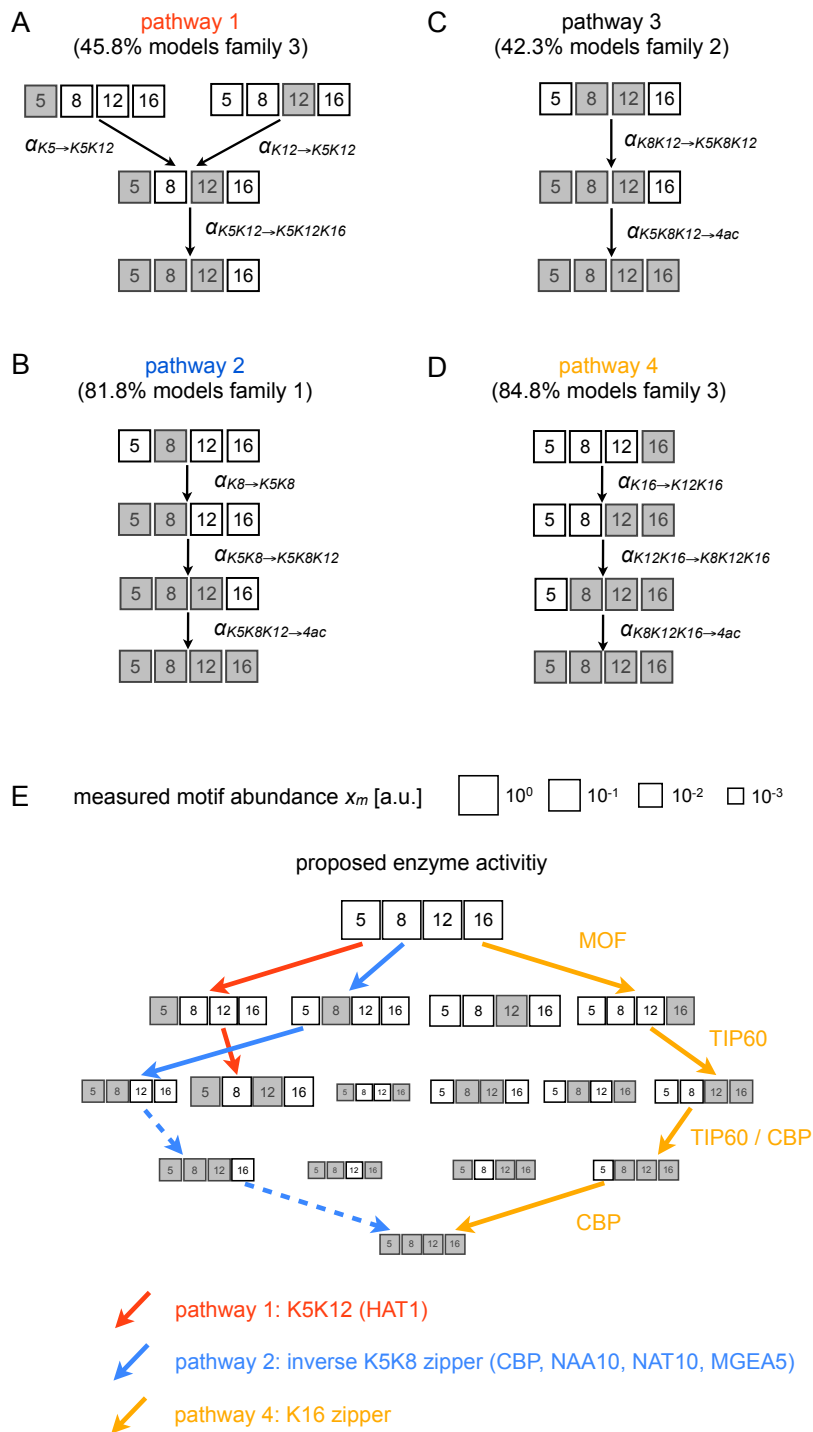 A
pathway 1
(45.8% models family 3)
5 8 12 16
5 8 12 16
αK5→K5K12
αK12→K5K12
5 8 12 16
αK5K12→K5K12K16
5 8 12 16
C
pathway 3
(42.3% models family 2)
5 8 12 16
αK8K12→K5K8K12
5 8 12 16
αK5K8K12→4ac
5 8 12 16
B
pathway 2
(81.8% models family 1)
5 8 12 16
αK8→K5K8
5 8 12 16
αK5K8→K5K8K12
5 8 12 16
αK5K8K12→4ac
5 8 12 16
D
pathway 4
(84.8% models family 3)
5 8 12 16
αK16→K12K16
5 8 12 16
αK12K16→K8K12K16
5 8 12 16
αK8K12K16→4ac
5 8 12 16
E
measured motif abundance xm [a.u.]
10⁰ 10⁻¹ 10⁻² 10⁻³
proposed enzyme activitiy
5 8 12 16
MOF
5 8 12 16 5 8 12 16 5 8 12 16 5 8 12 16
TIP60
5 8 12 16 5 8 12 16 5 8 12 16 5 8 12 16 5 8 12 16 5 8 12 16
TIP60 / CBP
5 8 12 16 5 8 12 16 5 8 12 16 5 8 12 16
CBP
5 8 12 16
pathway 1: K5K12 (HAT1)
pathway 2: inverse K5K8 zipper (CBP, NAA10, NAT10, MGEA5)
pathway 4: K16 zipper